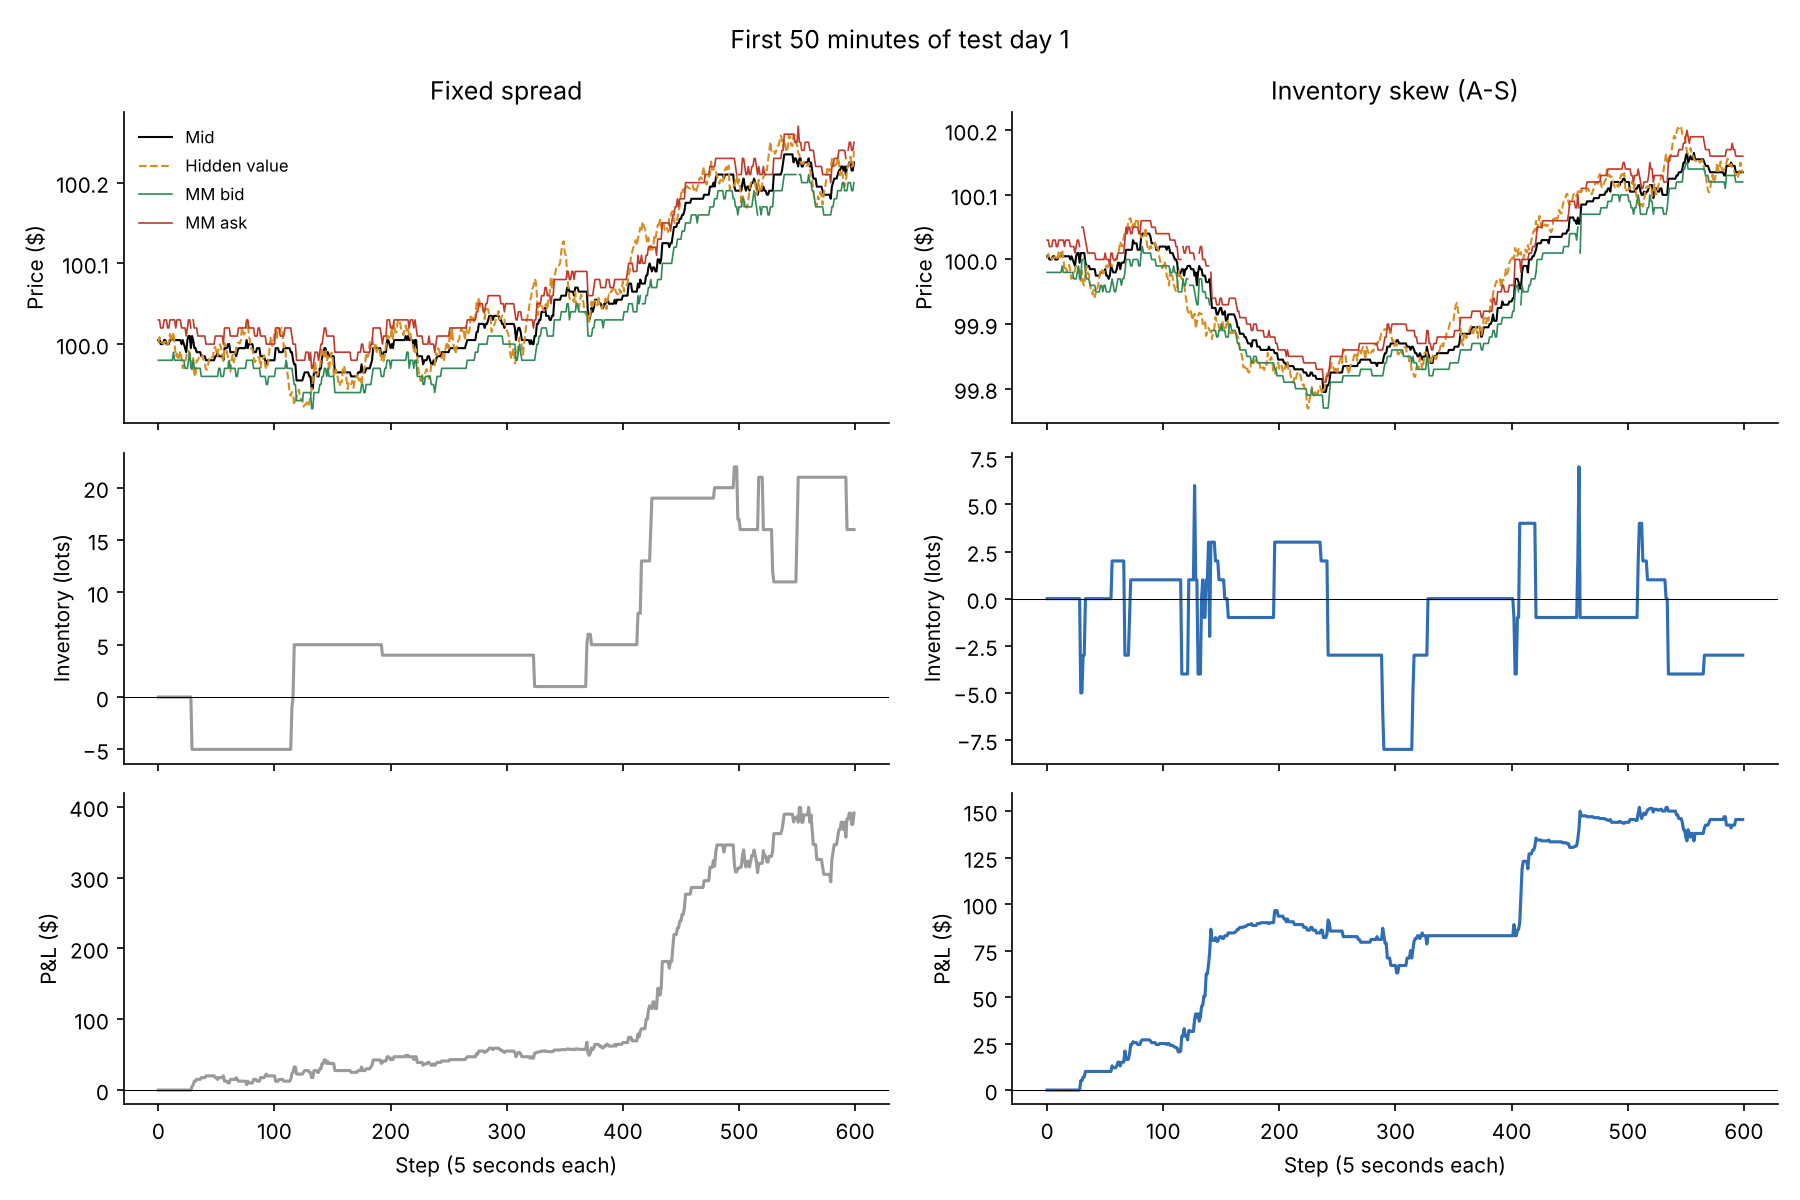 First 50 minutes of test day 1
Fixed spread
Price ($)
100.2
100.1
100.0
Mid
Hidden value
MM bid
MM ask
Inventory skew (A-S)
Price ($)
100.2
100.1
100.0
99.9
99.8
Inventory (lots)
20
15
10
5
0
−5
Inventory (lots)
7.5
5.0
2.5
0.0
−2.5
−5.0
−7.5
P&L ($)
400
300
200
100
0
0 100 200 300 400 500 600
Step (5 seconds each)
P&L ($)
150
125
100
75
50
25
0
0 100 200 300 400 500 600
Step (5 seconds each)